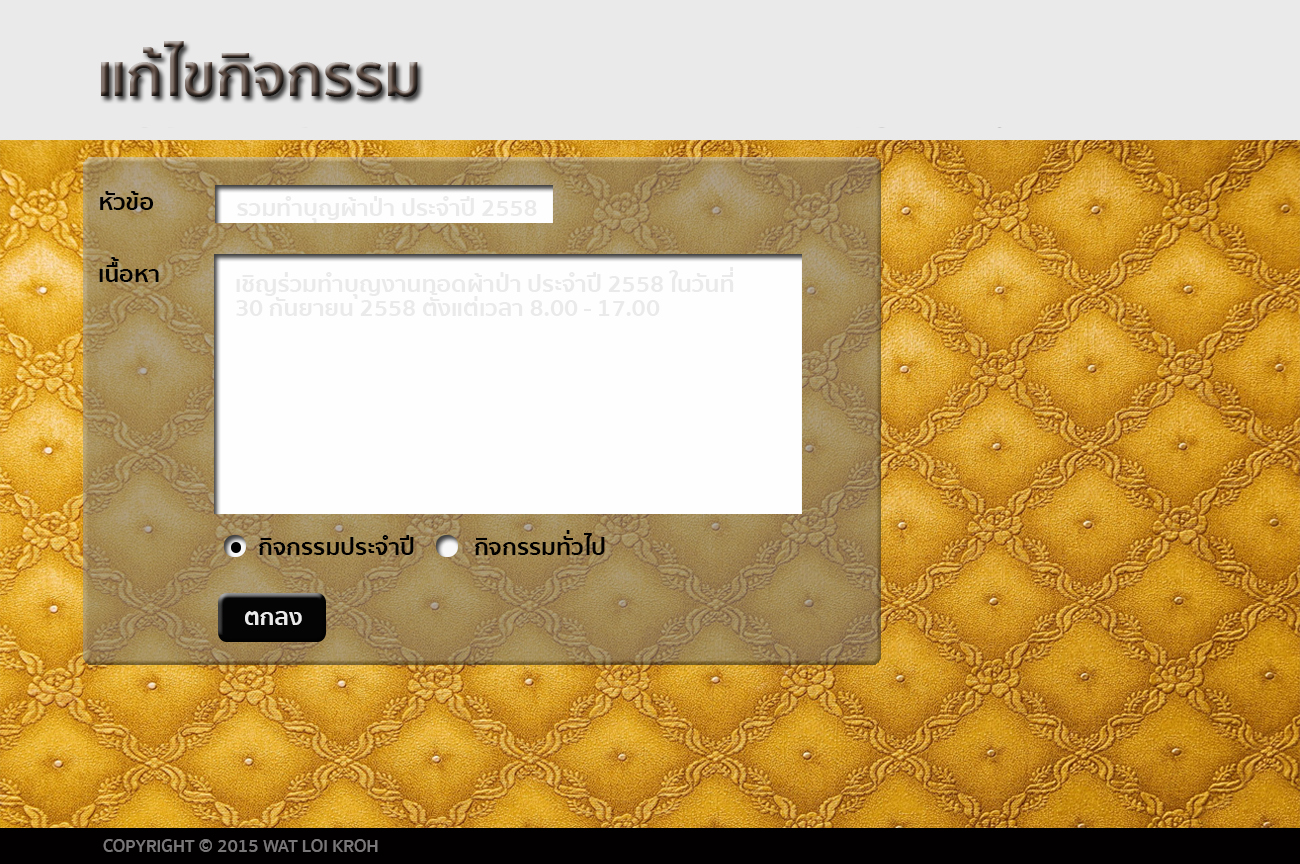 แก้ไขกิจกรรม
หัวข้อ
รวมทำบุญผ้าป่า ประจำปี 2558
เนื้อหา
เชิญร่วมทำบุญงานทอดผ้าป่า ประจำปี 2558 ในวันที่
30 กันยายน 2558 ตั้งแต่เวลา 8.00 - 17.00
กิจกรรมประจำปี กิจกรรมทั่วไป
ตกลง
COPYRIGHT © 2015 WAT LOI KROH